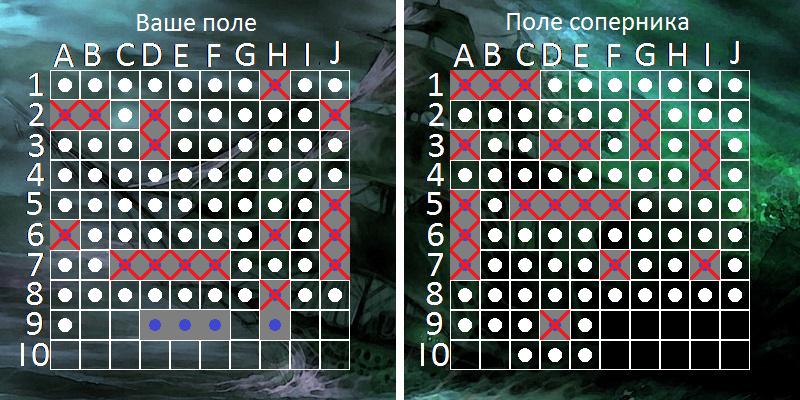 Ваше поле
Поле соперника
A B C D E F G H I J
A B C D E F G H I J
1 1
2 2
3 3
4 4
5 5
6 6
7 7
8 8
9 9
10 10